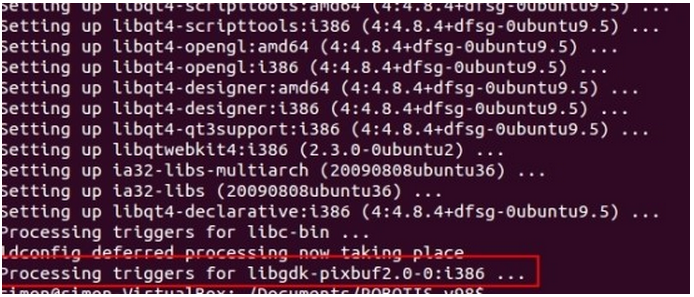 Setting up libqt4-scripttools:amd64 (4:4.8.4+dfsg-0ubuntu9.5) ...
Setting up libqt4-scripttools:i386 (4:4.8.4+dfsg-0ubuntu9.5) ...
Setting up libqt4-opengl:amd64 (4:4.8.4+dfsg-0ubuntu9.5) ...
Setting up libqt4-opengl:i386 (4:4.8.4+dfsg-0ubuntu9.5) ...
Setting up libqt4-designer:amd64 (4:4.8.4+dfsg-0ubuntu9.5) ...
Setting up libqt4-designer:i386 (4:4.8.4+dfsg-0ubuntu9.5) ...
Setting up libqt4-qt3support:i386 (4:4.8.4+dfsg-0ubuntu9.5) ...
Setting up libqtwebkit4:i386 (2.3.0-0ubuntu2) ...
Setting up ia32-libs-multiarch (20090808ubuntu36) ...
Setting up ia32-libs (20090808ubuntu36) ...
Setting up libqt4-declarative:i386 (4:4.8.4+dfsg-0ubuntu9.5) ...
Processing triggers for libc-bin ...
ldconfig deferred processing now taking place
Processing triggers for libgdk-pixbuf2.0-0:i386 ...
simon@simon-VirtualBox:~/Documents/ROBOTIS-v98$